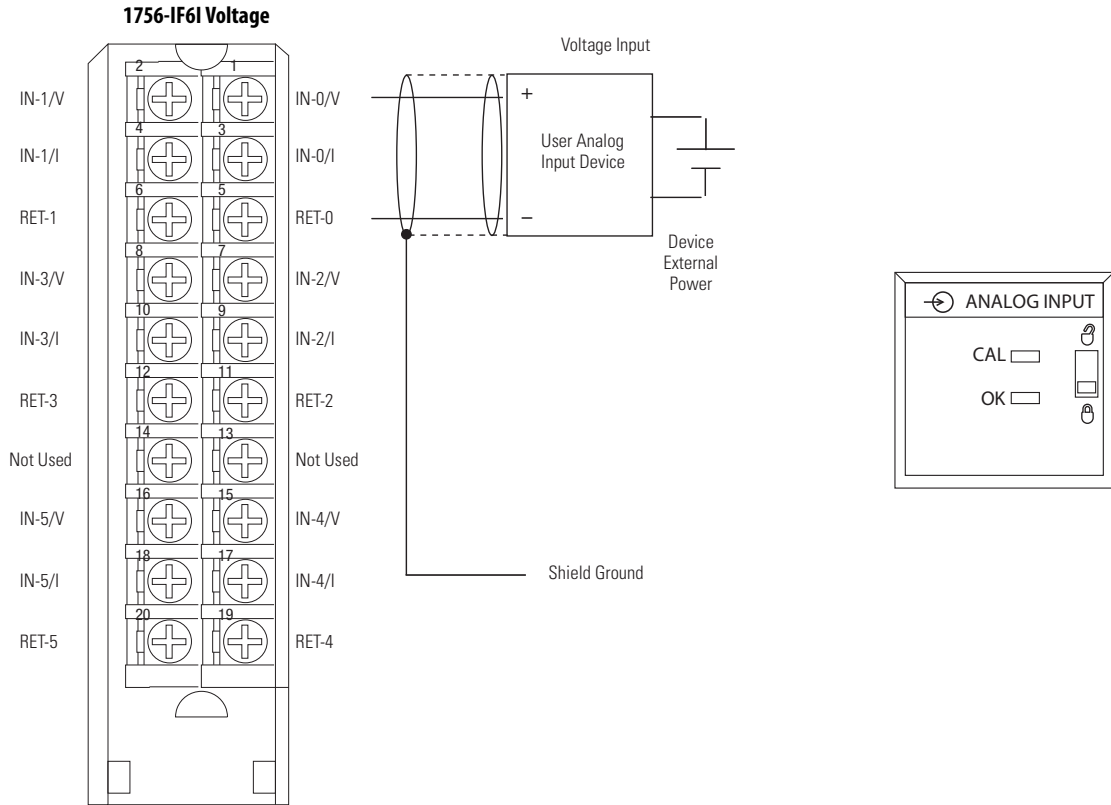 1756-IF6I Voltage
Voltage Input
2 1
IN-1/V IN-0/V + 
4 3
IN-1/I IN-0/I User Analog
Input Device
6 5
RET-1 RET-0 −
8 7
Device
External
Power
IN-3/V IN-2/V
10 9
IN-3/I IN-2/I
12 11
RET-3 RET-2
14 13
Not Used Not Used
16 15
IN-5/V IN-4/V
18 17
IN-5/I IN-4/I Shield Ground
20 19
RET-5 RET-4
ANALOG INPUT
CAL
OK